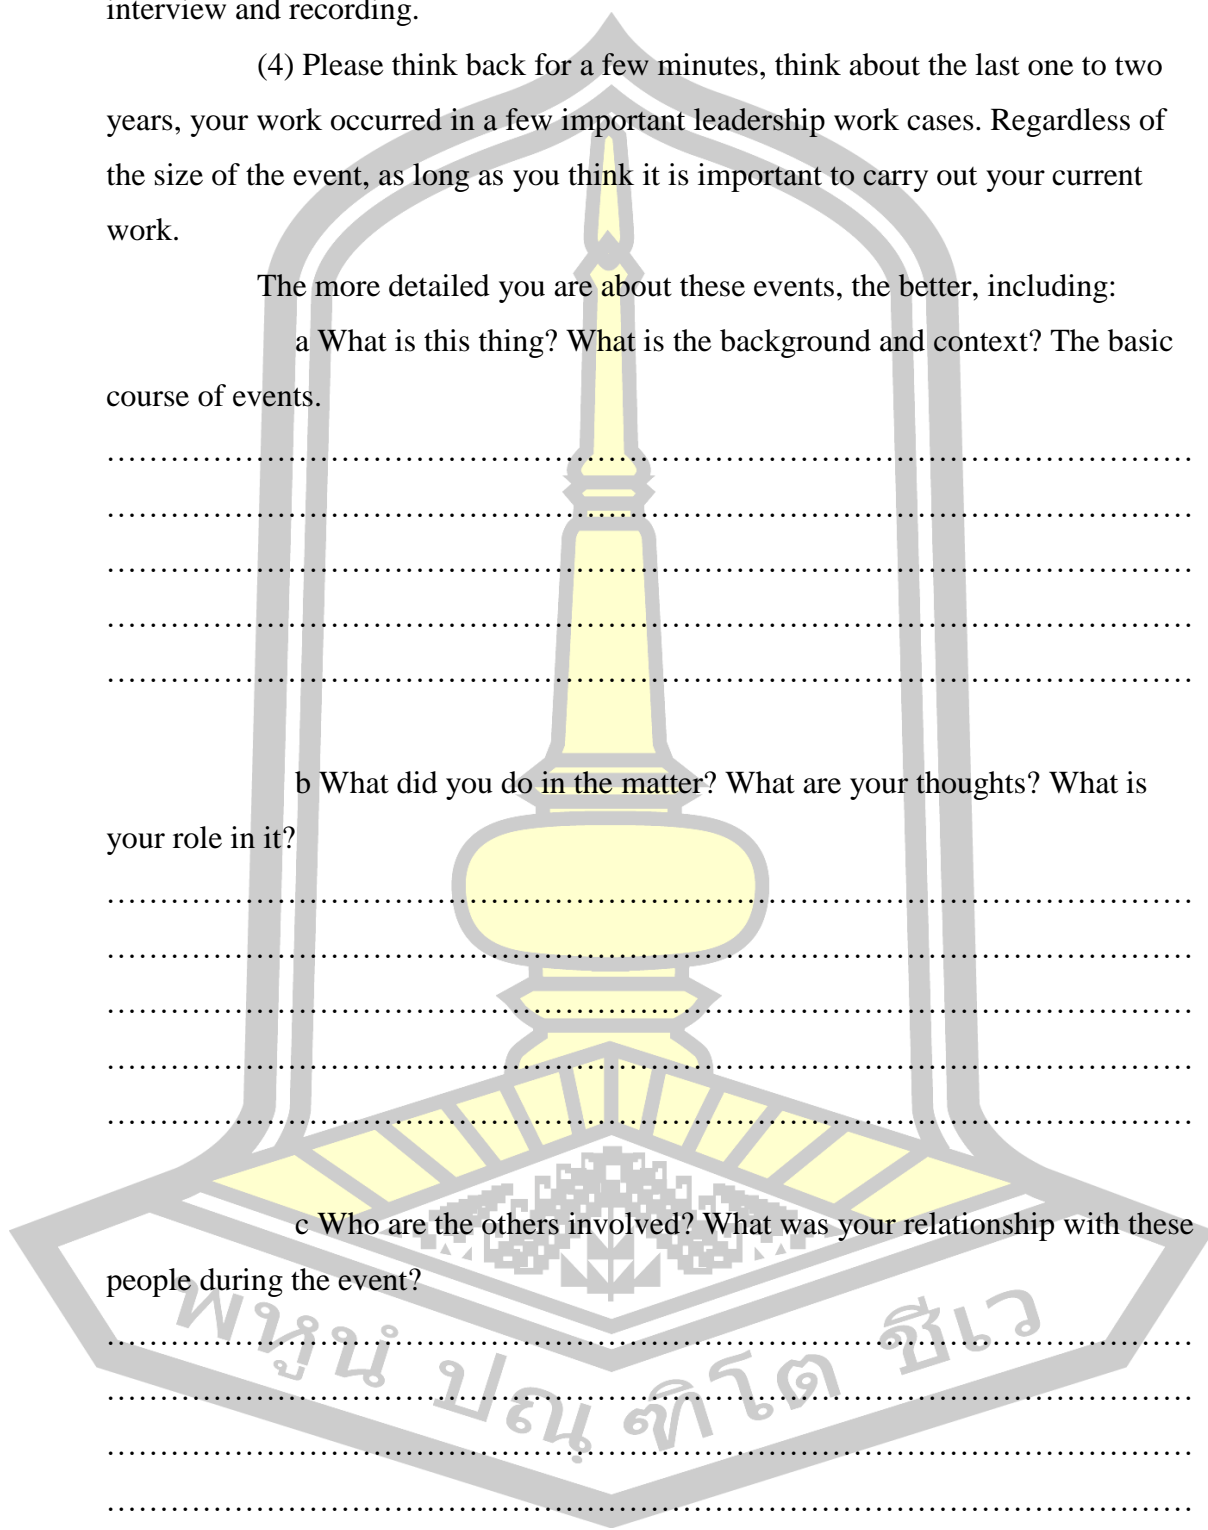 interview and recording.
(4) Please think back for a few minutes, think about the last one to two
years, your work occurred in a few important leadership work cases. Regardless of
the size of the event, as long as you think it is important to carry out your current
work.
The more detailed you are about these events, the better, including:
a What is this thing? What is the background and context? The basic
course of events.
…………………………………………………………………………………………
…………………………………………………………………………………………
…………………………………………………………………………………………
…………………………………………………………………………………………
…………………………………………………………………………………………
b What did you do in the matter? What are your thoughts? What is
your role in it?
…………………………………………………………………………………………
…………………………………………………………………………………………
…………………………………………………………………………………………
…………………………………………………………………………………………
…………………………………………………………………………………………
c Who are the others involved? What was your relationship with these
people during the event?
…………………………………………………………………………………………
…………………………………………………………………………………………
…………………………………………………………………………………………
…………………………………………………………………………………………
พหูนํ ปณฺฑิโต ชีเว